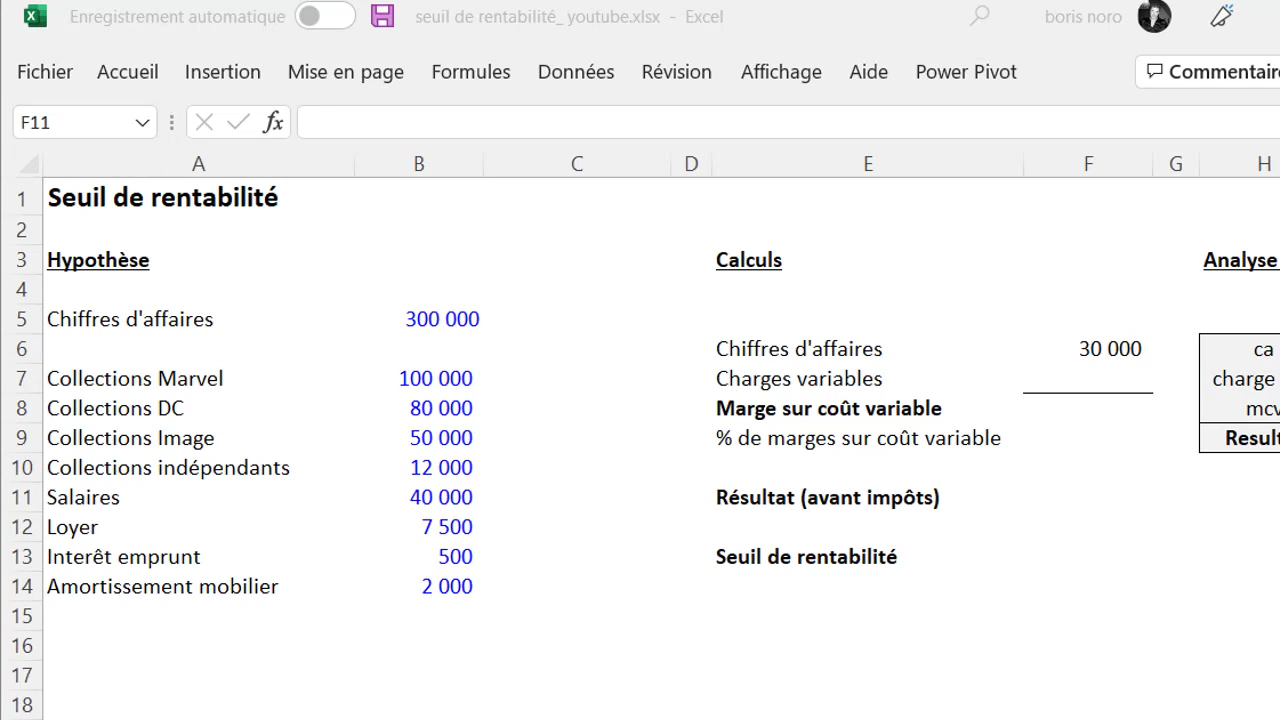 Enregistrement automatique seuil de rentabilité_ youtube.xlsx - Excel boris noro
Fichier Accueil Insertion Mise en page Formules Données Révision Affichage Aide Power Pivot Commentaire
F11 fx
A B C D E F G H
1 Seuil de rentabilité
2
3 Hypothèse Calculs Analyse
4
5 Chiffres d'affaires 300 000
6 Chiffres d'affaires 30 000 ca
7 Collections Marvel 100 000 Charges variables charge
8 Collections DC 80 000 Marge sur coût variable mcv
9 Collections Image 50 000 % de marges sur coût variable Result
10 Collections indépendants 12 000
11 Salaires 40 000 Résultat (avant impôts)
12 Loyer 7 500
13 Interêt emprunt 500 Seuil de rentabilité
14 Amortissement mobilier 2 000
15
16
17
18